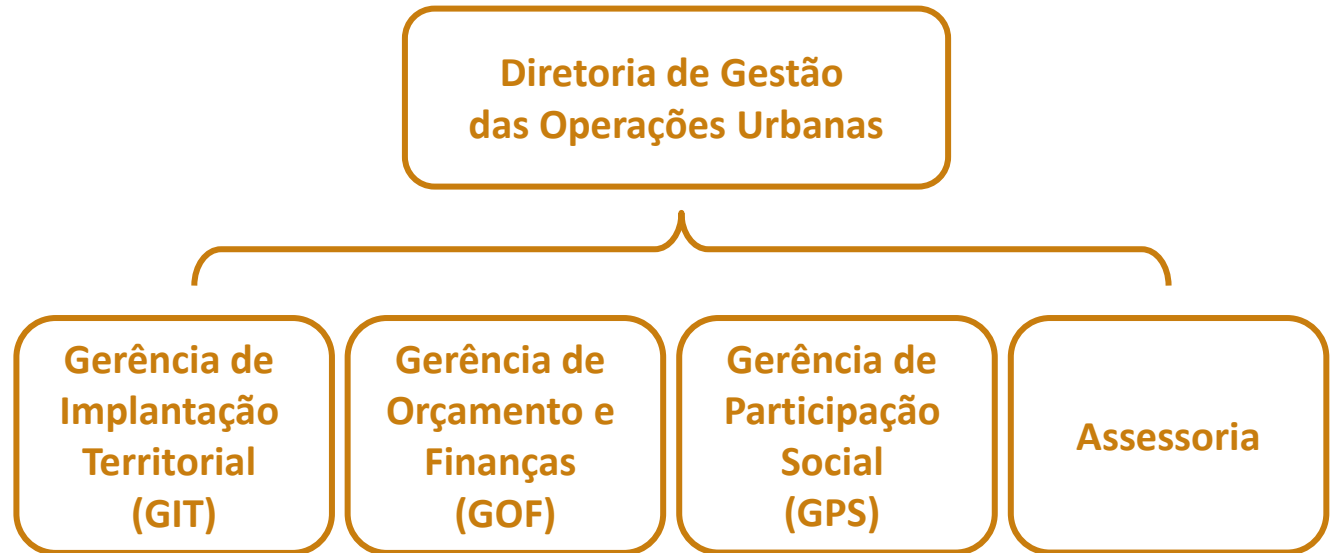 Diretoria de Gestão
das Operações Urbanas
Gerência de
Implantação
Territorial
(GIT)
Gerência de
Orçamento e
Finanças
(GOF)
Gerência de
Participação
Social
(GPS)
Assessoria